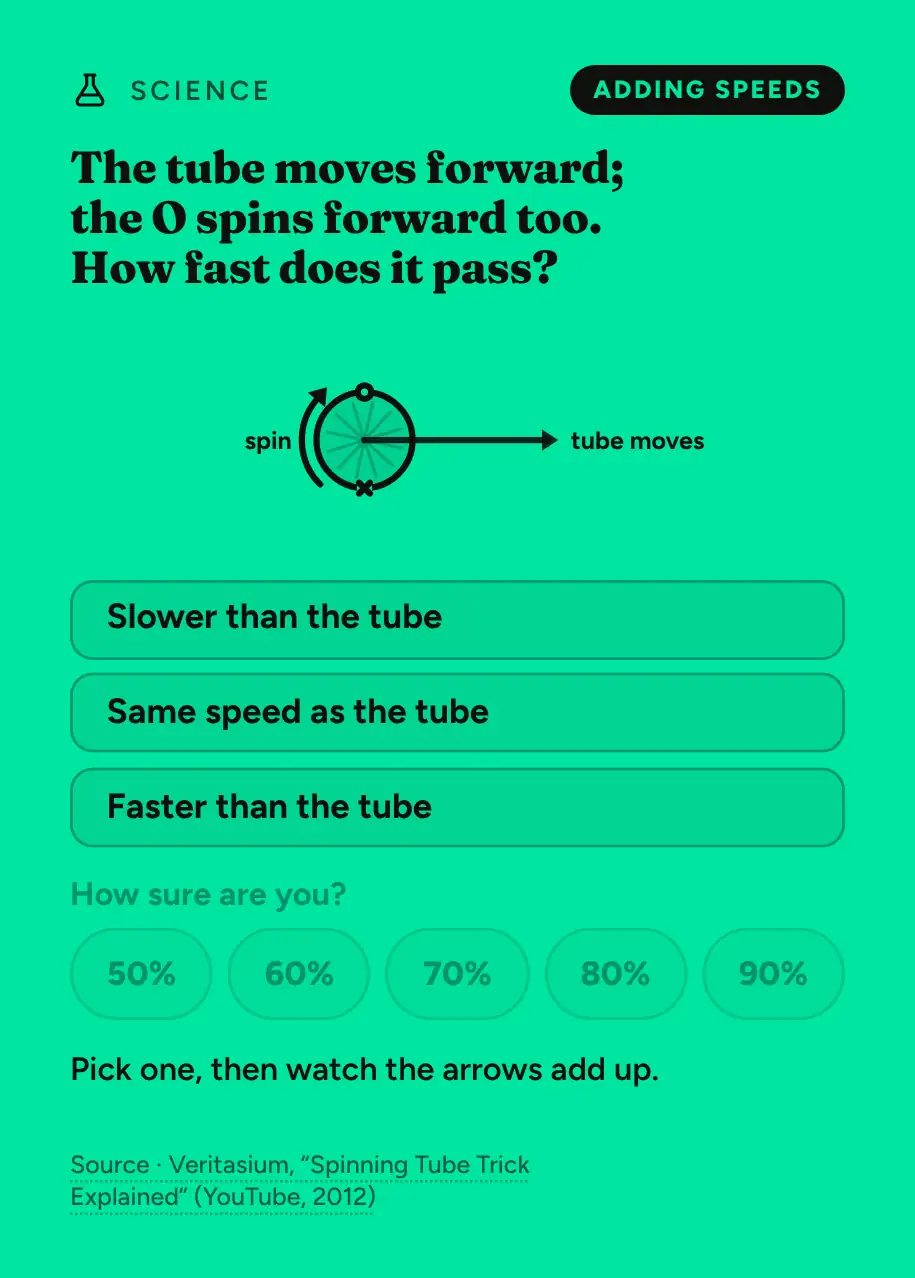 SCIENCE
ADDING SPEEDS
The tube moves forward;
the O spins forward too.
How fast does it pass?
spin
tube moves
Slower than the tube
Same speed as the tube
Faster than the tube
How sure are you?
50% 60% 70% 80% 90%
Pick one, then watch the arrows add up.
Source · Veritasium, “Spinning Tube Trick
Explained” (YouTube, 2012)